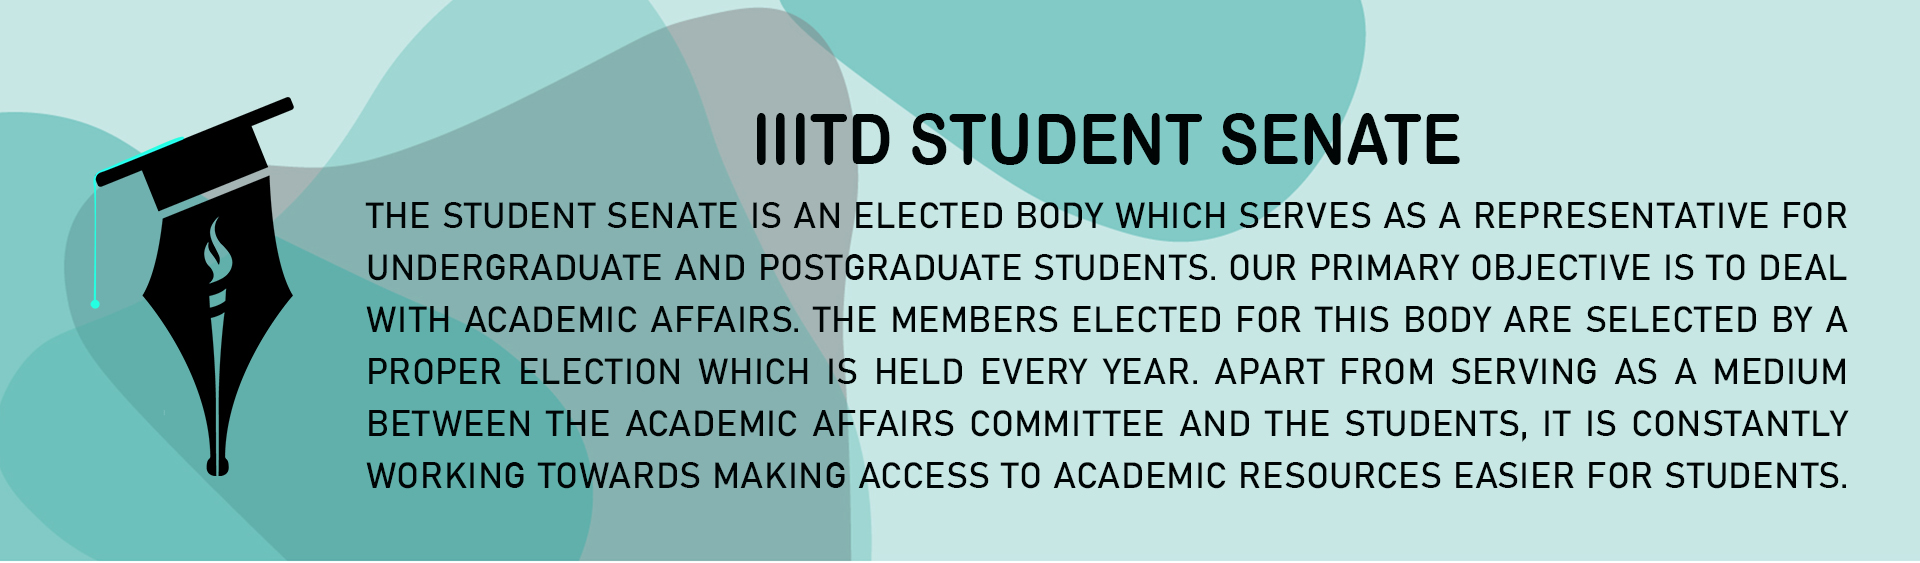 IIITD STUDENT SENATE
THE STUDENT SENATE IS AN ELECTED BODY WHICH SERVES AS A REPRESENTATIVE FOR
UNDERGRADUATE AND POSTGRADUATE STUDENTS. OUR PRIMARY OBJECTIVE IS TO DEAL
WITH ACADEMIC AFFAIRS. THE MEMBERS ELECTED FOR THIS BODY ARE SELECTED BY A
PROPER ELECTION WHICH IS HELD EVERY YEAR. APART FROM SERVING AS A MEDIUM
BETWEEN THE ACADEMIC AFFAIRS COMMITTEE AND THE STUDENTS, IT IS CONSTANTLY
WORKING TOWARDS MAKING ACCESS TO ACADEMIC RESOURCES EASIER FOR STUDENTS.